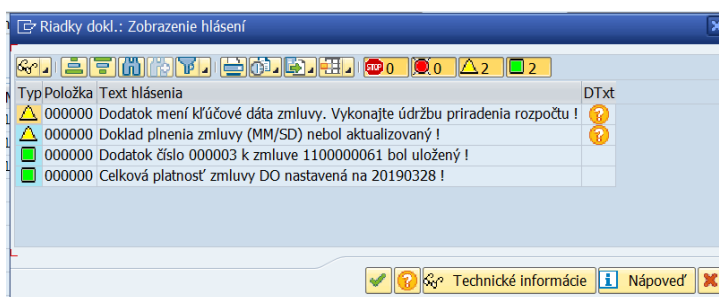 Riadky dokl.: Zobrazenie hlásení
STOP 0 0 2 2
Typ Položka Text hlásenia DTxt
000000 Dodatok mení kľúčové dáta zmluvy. Vykonajte údržbu priradenia rozpočtu !
000000 Doklad plnenia zmluvy (MM/SD) nebol aktualizovaný !
000000 Dodatok číslo 000003 k zmluve 1100000061 bol uložený !
000000 Celková platnosť zmluvy DO nastavená na 20190328 !
Technické informácie Nápoveď